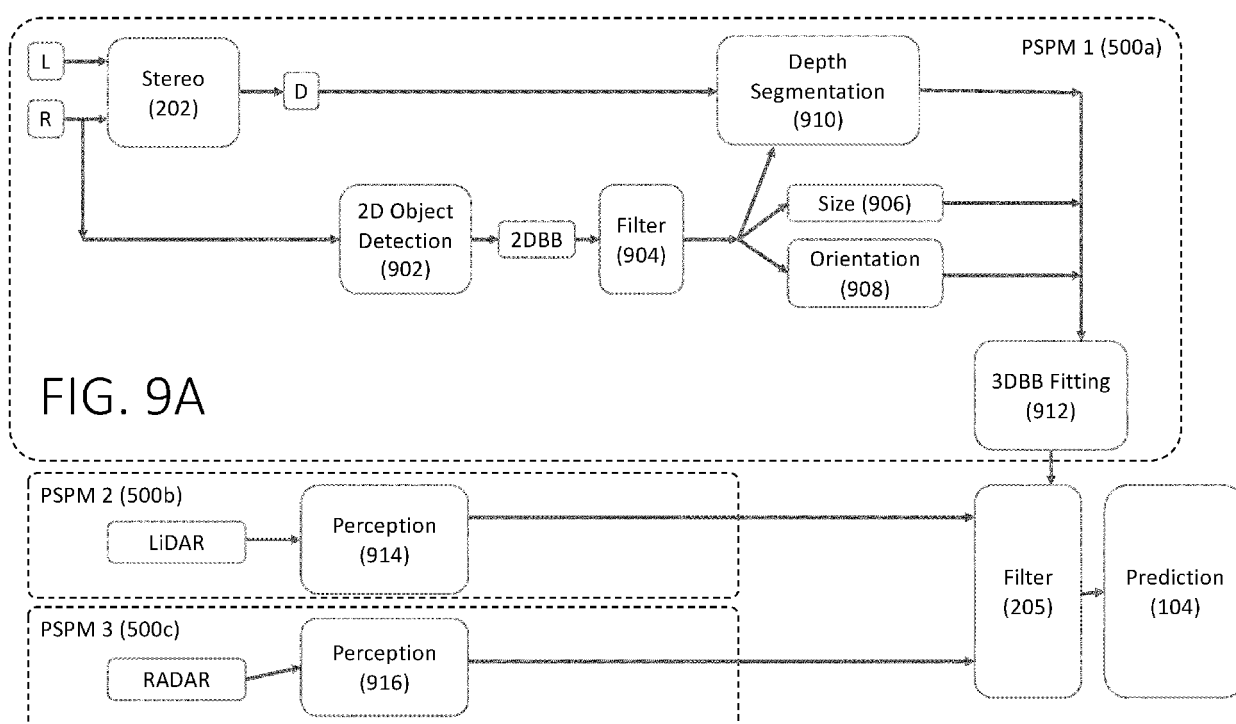 PSPM 1 (500a)
L
R
Stereo
(202)
D
Depth
Segmentation
(910)
2D Object
Detection
(902)
2DBB
Filter
(904)
Size (906)
Orientation
(908)
3DBB Fitting
(912)
FIG. 9A
PSPM 2 (500b)
LiDAR
Perception
(914)
PSPM 3 (500c)
RADAR
Perception
(916)
Filter
(205)
Prediction
(104)